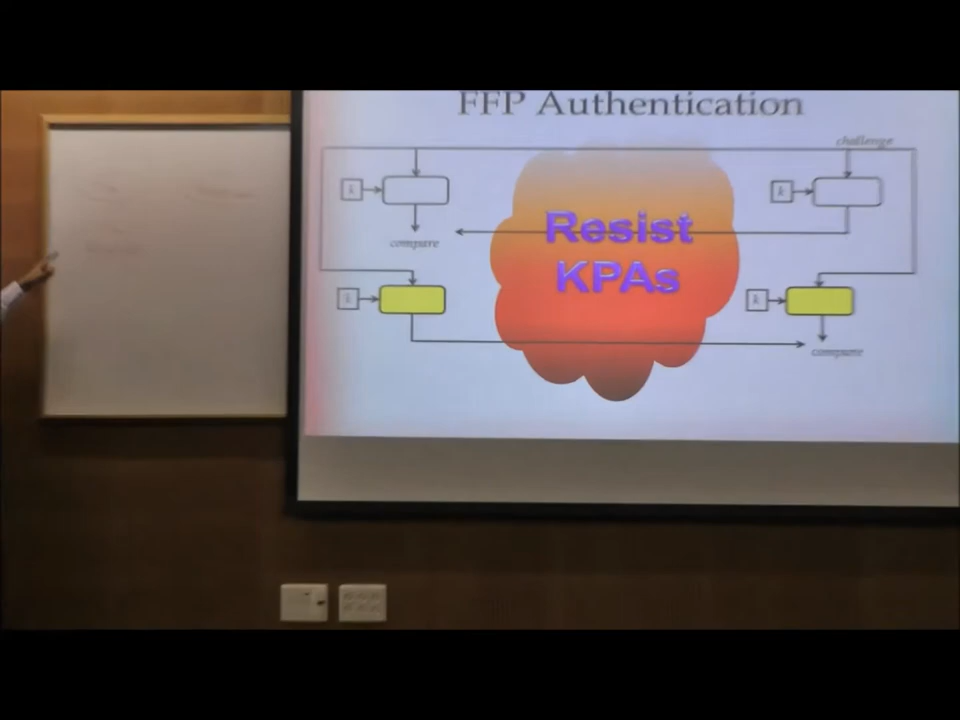 FFP Authentication
challenge
k
k
compare
Resist
KPAs
k
k
compare